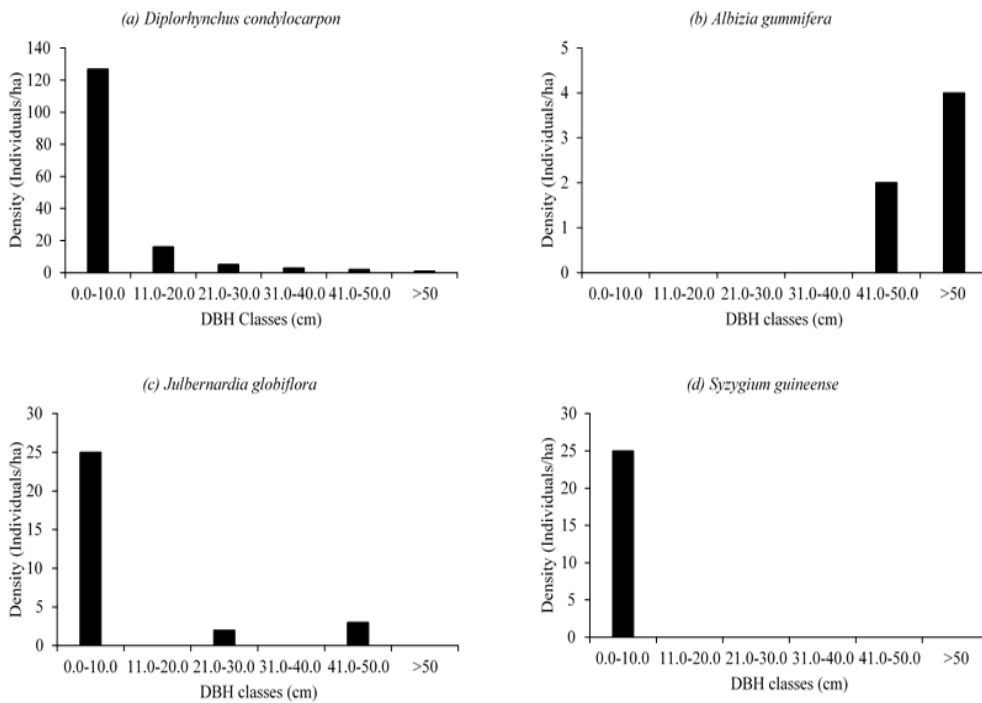 (a) Diplorhynchus condylocarpon
Density (Individuals/ha)
140
120
100
80
60
40
20
0
0.0-10.0 11.0-20.0 21.0-30.0 31.0-40.0 41.0-50.0 >50
DBH Classes (cm)
(b) Albizia gummifera
Density (Individuals/ha)
5
4
3
2
1
0
0.0-10.0 11.0-20.0 21.0-30.0 31.0-40.0 41.0-50.0 >50
DBH classes (cm)
(c) Julbernardia globiflora
Density (Individuals/ha)
30
25
20
15
10
5
0
0.0-10.0 11.0-20.0 21.0-30.0 31.0-40.0 41.0-50.0 >50
DBH classes (cm)
(d) Syzygium guineense
Density (Individuals/ha)
30
25
20
15
10
5
0
0.0-10.0 11.0-20.0 21.0-30.0 31.0-40.0 41.0-50.0 >50
DBH classes (cm)